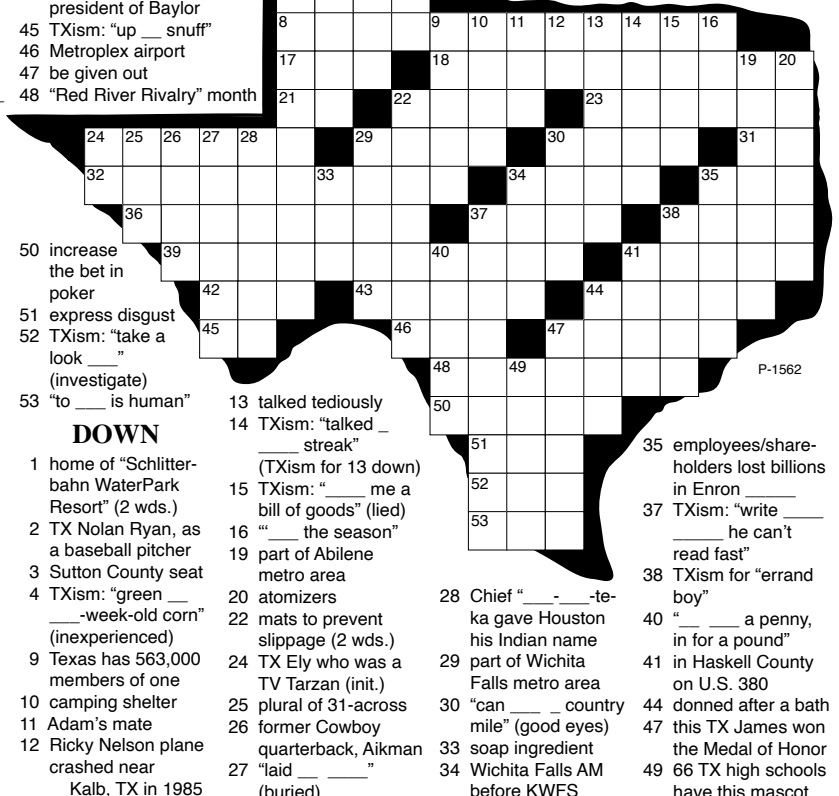 president of Baylor
45 TXism: “up __ snuff”
46 Metroplex airport
47 be given out
48 “Red River Rivalry” month
50 increase
the bet in
poker
51 express disgust
52 TXism: “take a
look ___”
(investigate)
53 “to ___ is human”
8 9 10 11 12 13 14 15 16
17 18 19 20
21 22 23
24 25 26 27 28 29 30 31
32 33 34 35
36 37 38
39 40 41
42 43 44
45 46 47
48 49
50
51
52
53
P-1562
DOWN
1 home of “Schlitter-
bahn WaterPark
Resort” (2 wds.)
2 TX Nolan Ryan, as
a baseball pitcher
3 Sutton County seat
4 TXism: “green __
___-week-old corn”
(inexperienced)
9 Texas has 563,000
members of one
10 camping shelter
11 Adam’s mate
12 Ricky Nelson plane
crashed near
Kalb, TX in 1985
13 talked tediously
14 TXism: “talked _
____ streak”
(TXism for 13 down)
15 TXism: “____ me a
bill of goods” (lied)
16 “‘___ the season”
19 part of Abilene
metro area
20 atomizers
22 mats to prevent
slippage (2 wds.)
24 TX Ely who was a
TV Tarzan (init.)
25 plural of 31-across
26 former Cowboy
quarterback, Aikman
27 “laid __ ____”
(buried)
28 Chief “___-___-te-
ka gave Houston
his Indian name
29 part of Wichita
Falls metro area
30 “can ___ _ country
mile” (good eyes)
33 soap ingredient
34 Wichita Falls AM
before KWFS
35 employees/share-
holders lost billions
in Enron _____
37 TXism: “write ____
_____ he can’t
read fast”
38 TXism for “errand
boy”
40 “__ ___ a penny,
in for a pound”
41 in Haskell County
on U.S. 380
44 donned after a bath
47 this TX James won
the Medal of Honor
49 66 TX high schools
have this mascot